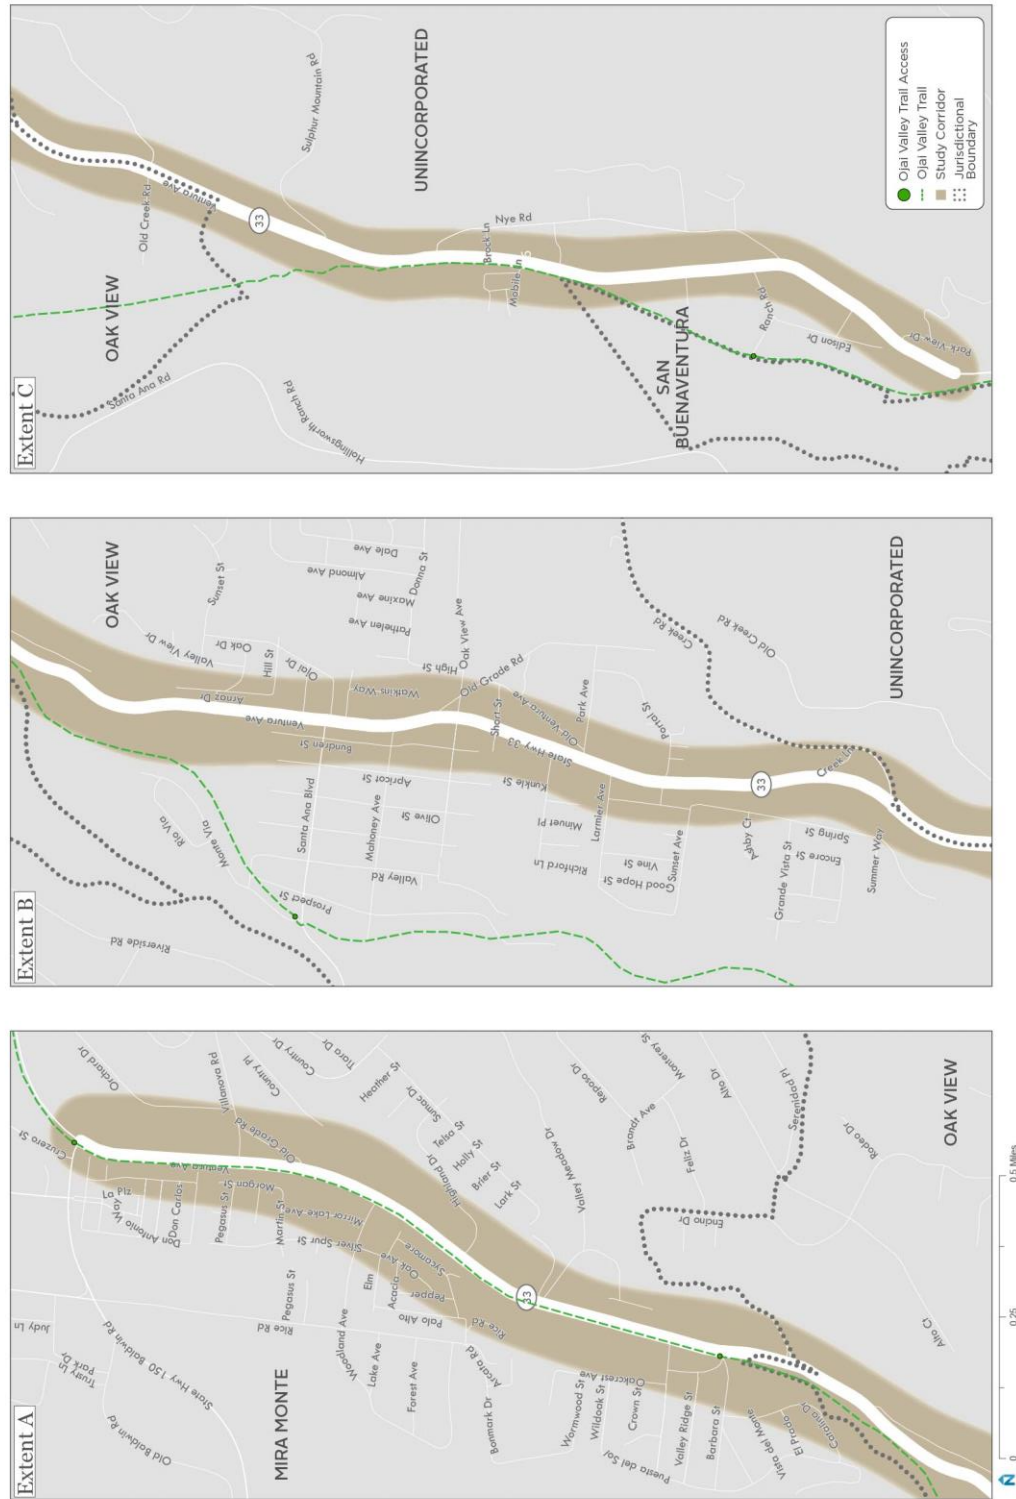 Extent A
Cruzero St
Orchard Dr
La Paz
Way
Don Antonio
Don Carlos
Ventura Ave
Villanova Rd
Old Grade Rd
Country Pl
Country Dr
Tiara Dr
Pegasus St
Morgan St
Martin St
Mirror Lake Ave
Silver Spur St
Pegasus St
Rice Rd
Judy Ln
Trusty Ln
Park Dr
State Hwy 150 Baldwin Rd
Old Baldwin Rd
MIRA MONTE
Heather St
Sumac Dr
Telsa St
Holly St
Brier St
Lark St
Highland Dr
Valley Meadow Dr
Sycamore
Oak Ave
Elm
Acacia
Pepper
Palo Alto
Woodland Ave
Lake Ave
Forest Ave
Rice Rd
Arcata Rd
Bonmark Dr
33
Reposo Dr
Monterey St
Brandt Ave
Feliz Dr
Alto Dr
Serenidad Pl
Encino Dr
Rodeo Dr
Alto Ct
Oakcrest Ave
Wormwood St
Wildoak St
Crown St
Puesta del Sol
Valley Ridge St
Barbara St
Vista del Monte
El Prado
Catalina Dr
OAK VIEW
N
0
0.25
0.5 Miles
Extent B
OAK VIEW
Sunset St
Valley View Dr
Oak Dr
Hill St
Ojai Dr
Arnaz Dr
Ventura Ave
Bundren St
Watkins Way
Santa Ana Blvd
Rio Via
Monte Via
Riverside Rd
Prospect St
Mahoney Ave
Apricot St
Olive St
Valley Rd
Dale Ave
Almond Ave
Maxine Ave
Pathelen Ave
Donna St
High St
Oak View Ave
Old Grade Rd
Short St
Old Ventura Ave
State Hwy 33
Kunkle St
Park Ave
Minuet Pl
Larmier Ave
Richford Ln
Vine St
Good Hope St
Sunset Ave
Portal St
Creek Rd
Old Creek Rd
33
Ashby Ct
Creek Ln
Spring St
Encore St
Grande Vista St
Summer Way
UNINCORPORATED
Extent C
OAK VIEW
Old Creek Rd
Ventura Ave
Sulphur Mountain Rd
UNINCORPORATED
33
Santa Ana Rd
Hollingsworth Ranch Rd
Nye Rd
Brock Ln
Mobile Ln
SAN
BUENAVENTURA
Ranch Rd
Edison Dr
Park View Dr
Ojai Valley Trail Access
Ojai Valley Trail
Study Corridor
Jurisdictional
Boundary